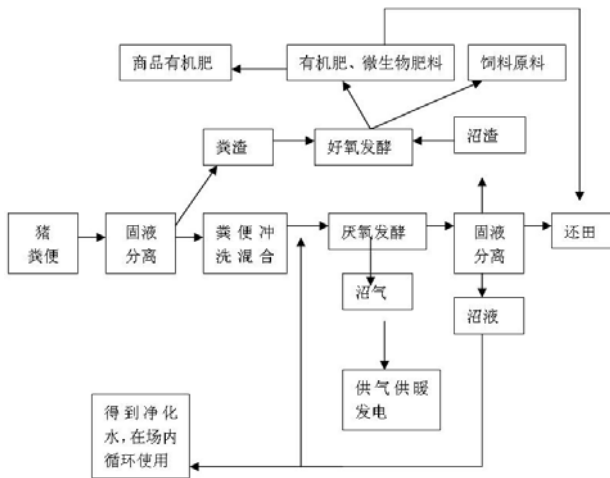 商品有机肥
有机肥、微生物肥料
饲料原料
粪渣
好氧发酵
沼渣
猪
粪便
固液
分离
粪便冲
洗混合
厌氧发酵
固液
分离
还田
沼气
沼液
供气供暖
发电
得到净化
水，在场内
循环使用